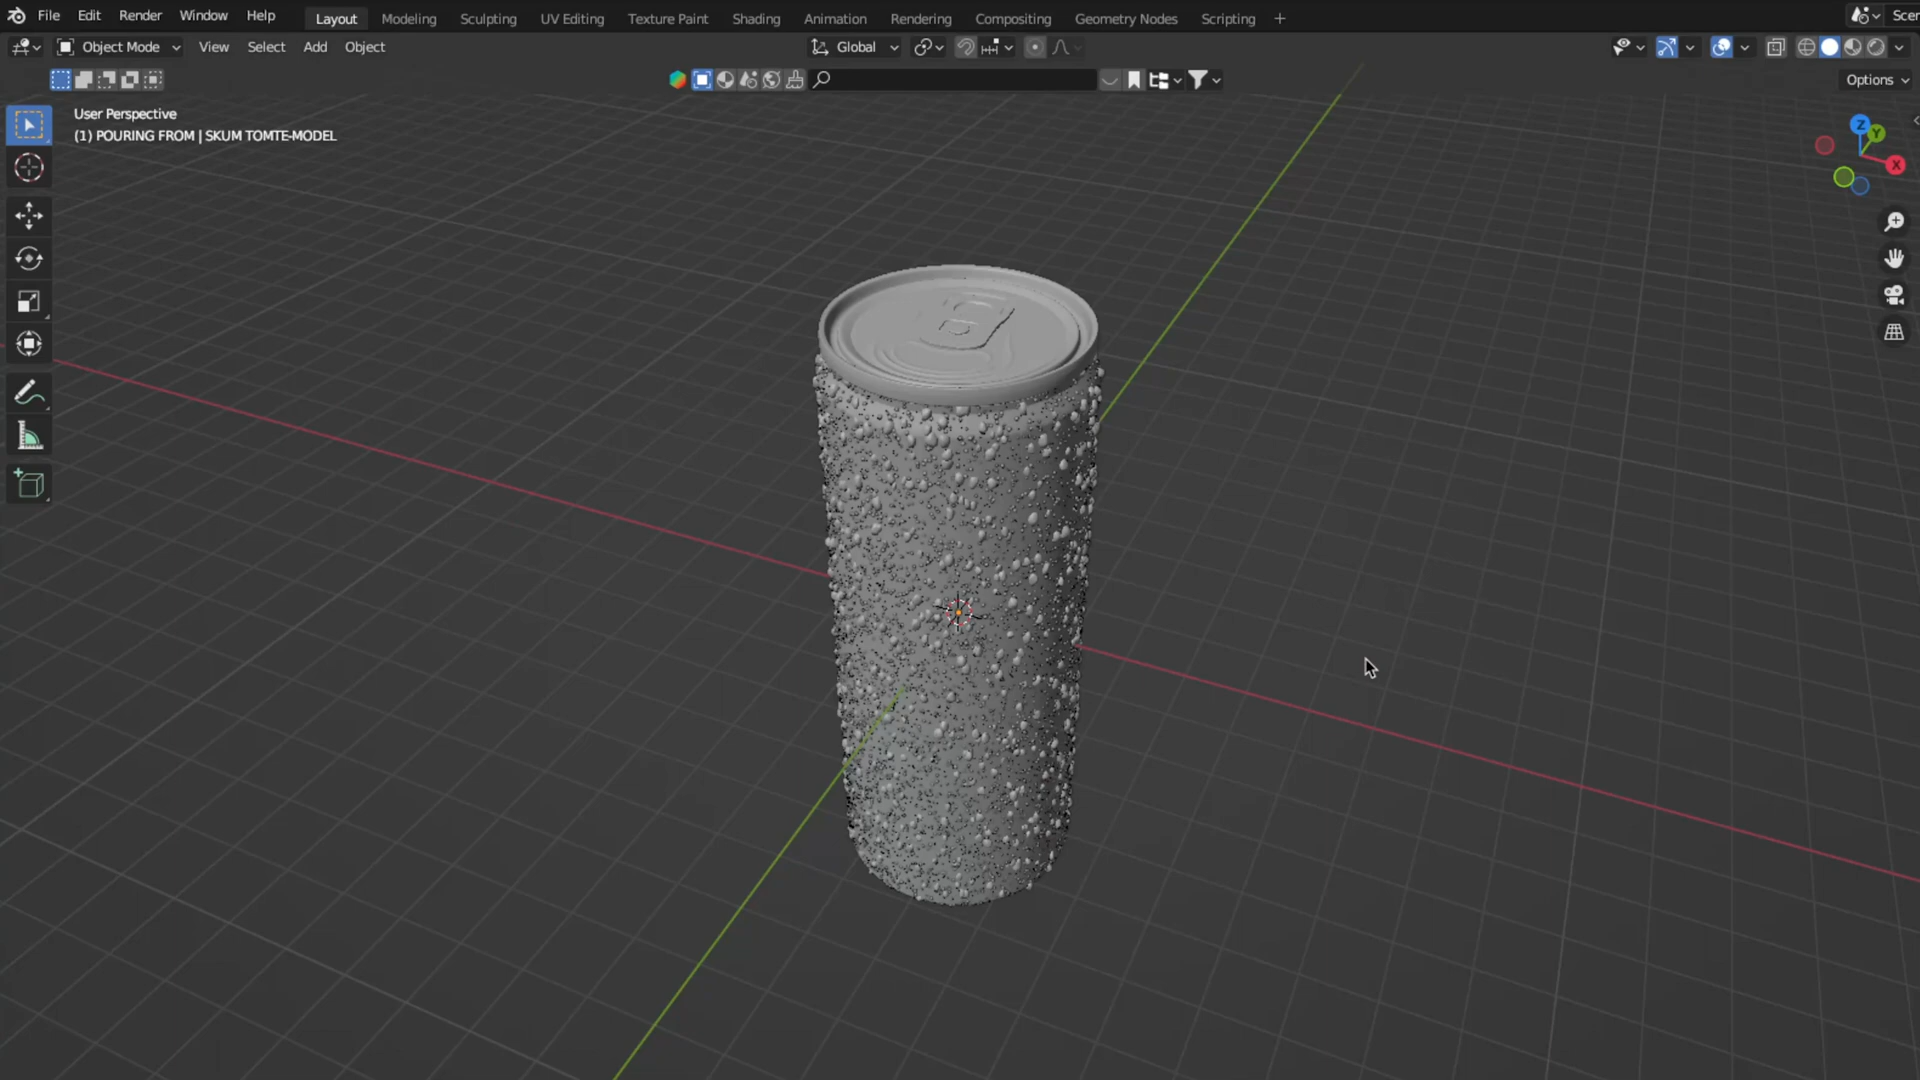 File Edit Render Window Help
Layout Modeling Sculpting UV Editing Texture Paint Shading Animation Rendering Compositing Geometry Nodes Scripting +
Scer
Object Mode View Select Add Object
Global
Options
User Perspective
(1) POURING FROM | SKUM TOMTE-MODEL
Z
Y
X